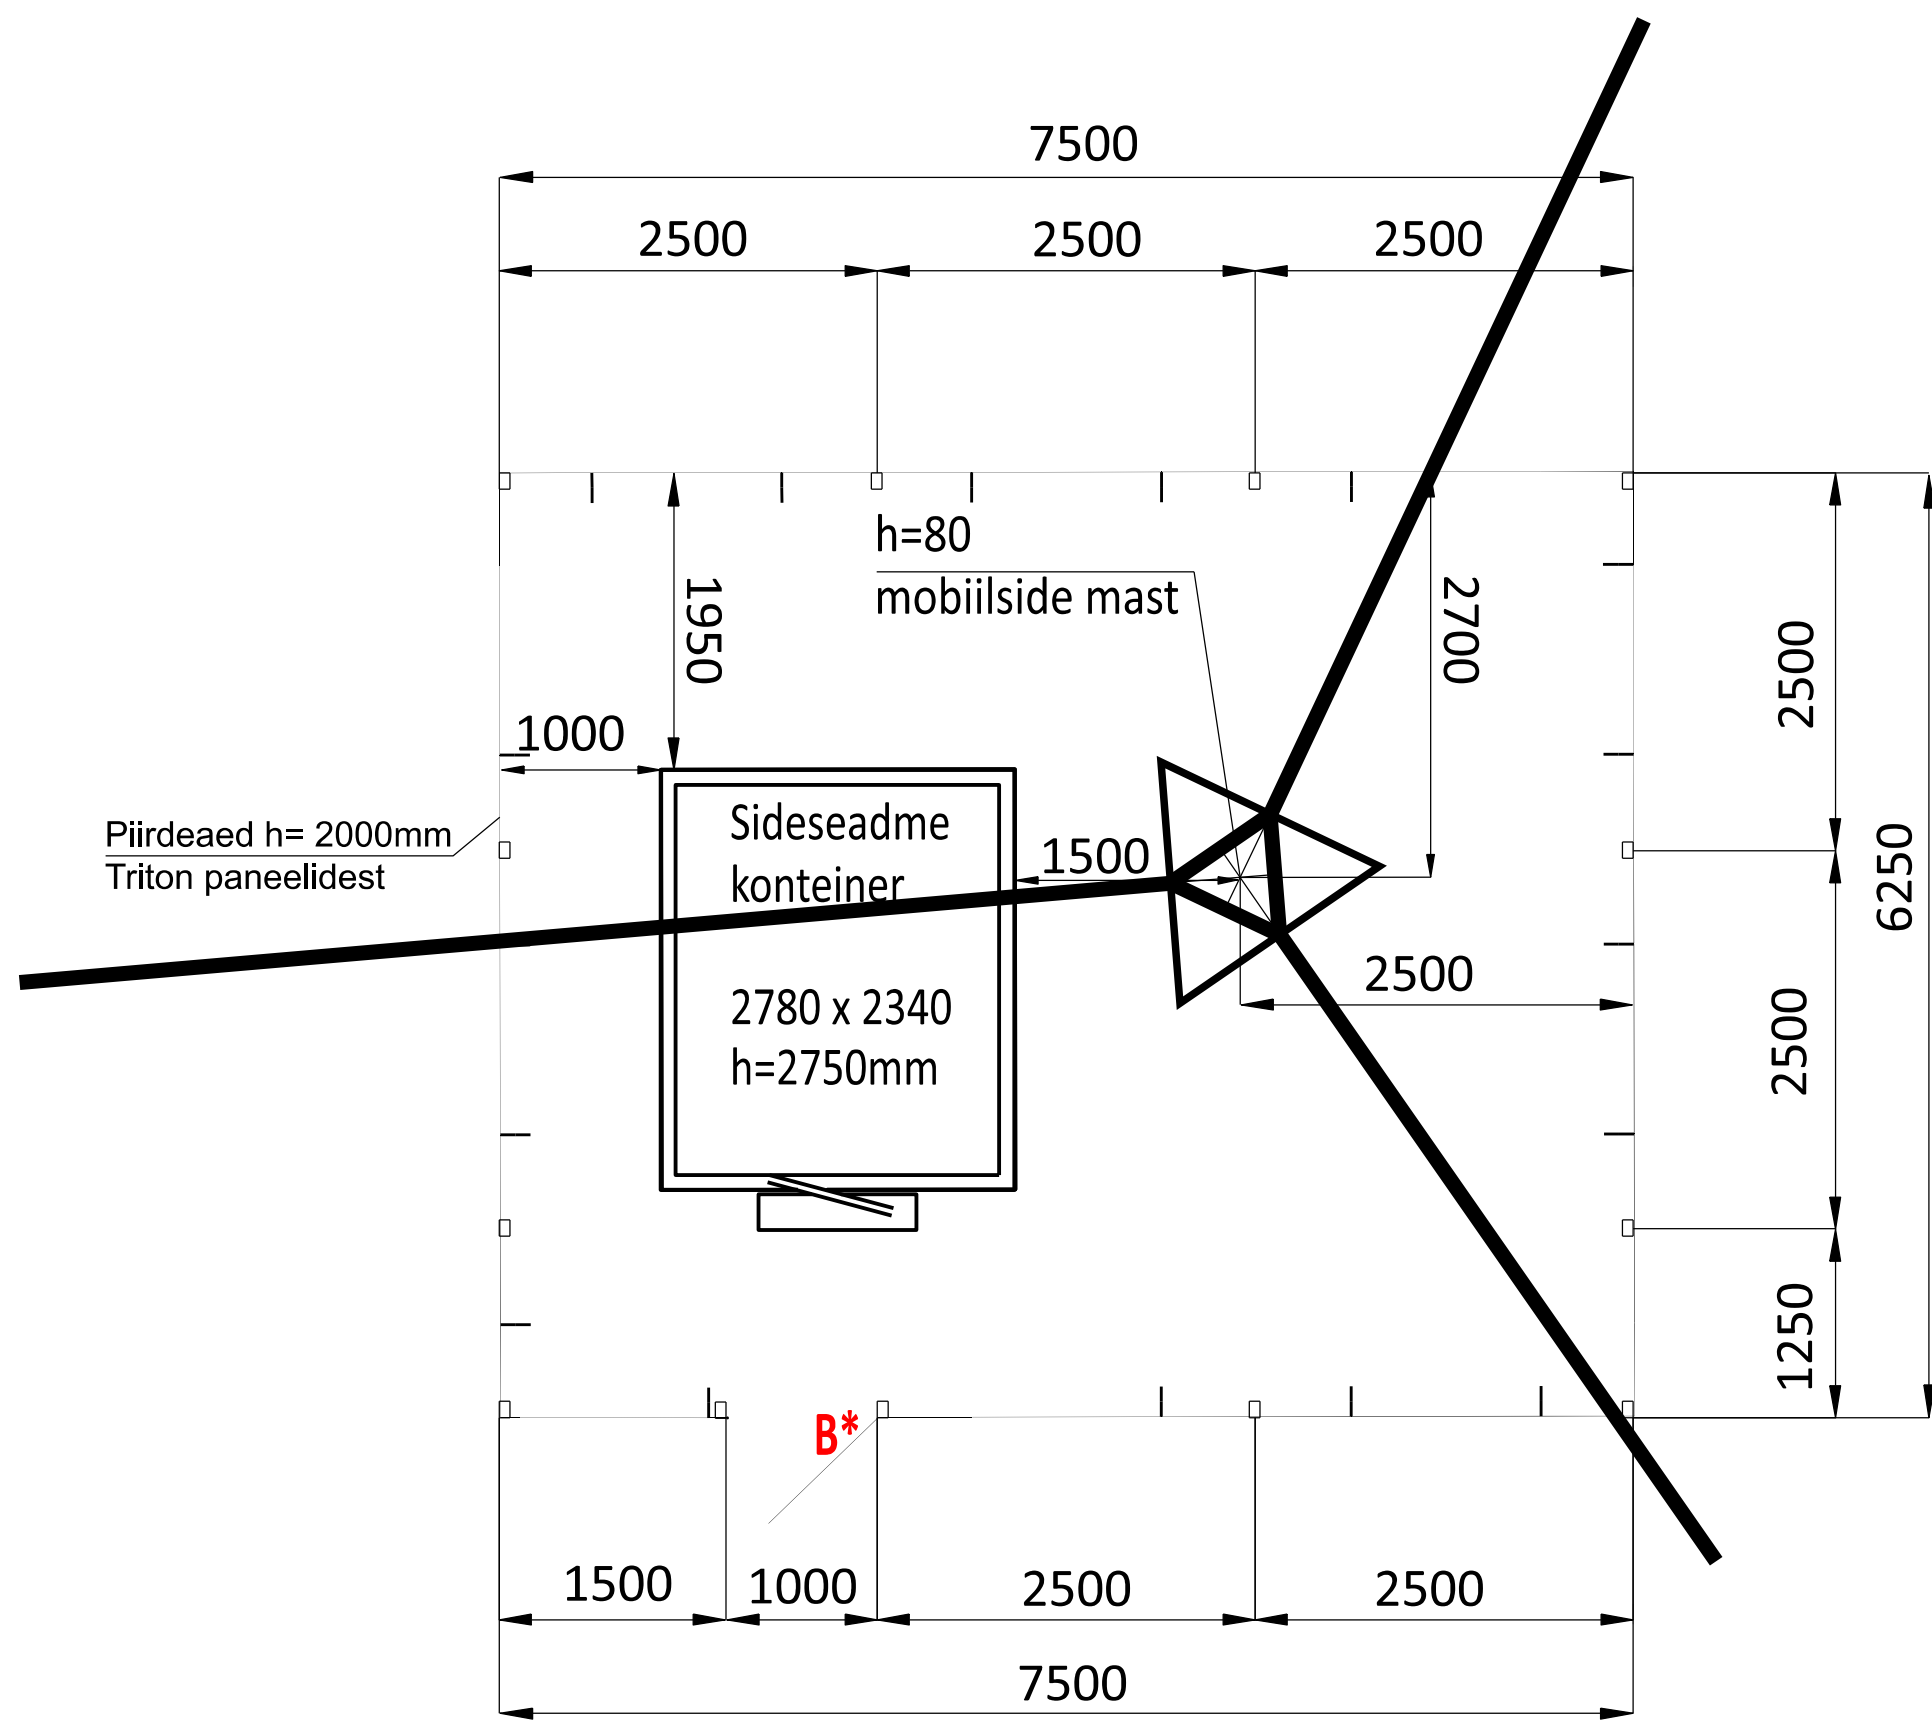 7500
2500
2500
2500
h=80
mobiilside mast
1950
2700
2500
1000
Piirdeaed h= 2000mm
Triton paneelidest
Sideseadme
konteiner
1500
6250
2500
2780 x 2340
h=2750mm
2500
1250
B*
1500
1000
2500
2500
7500